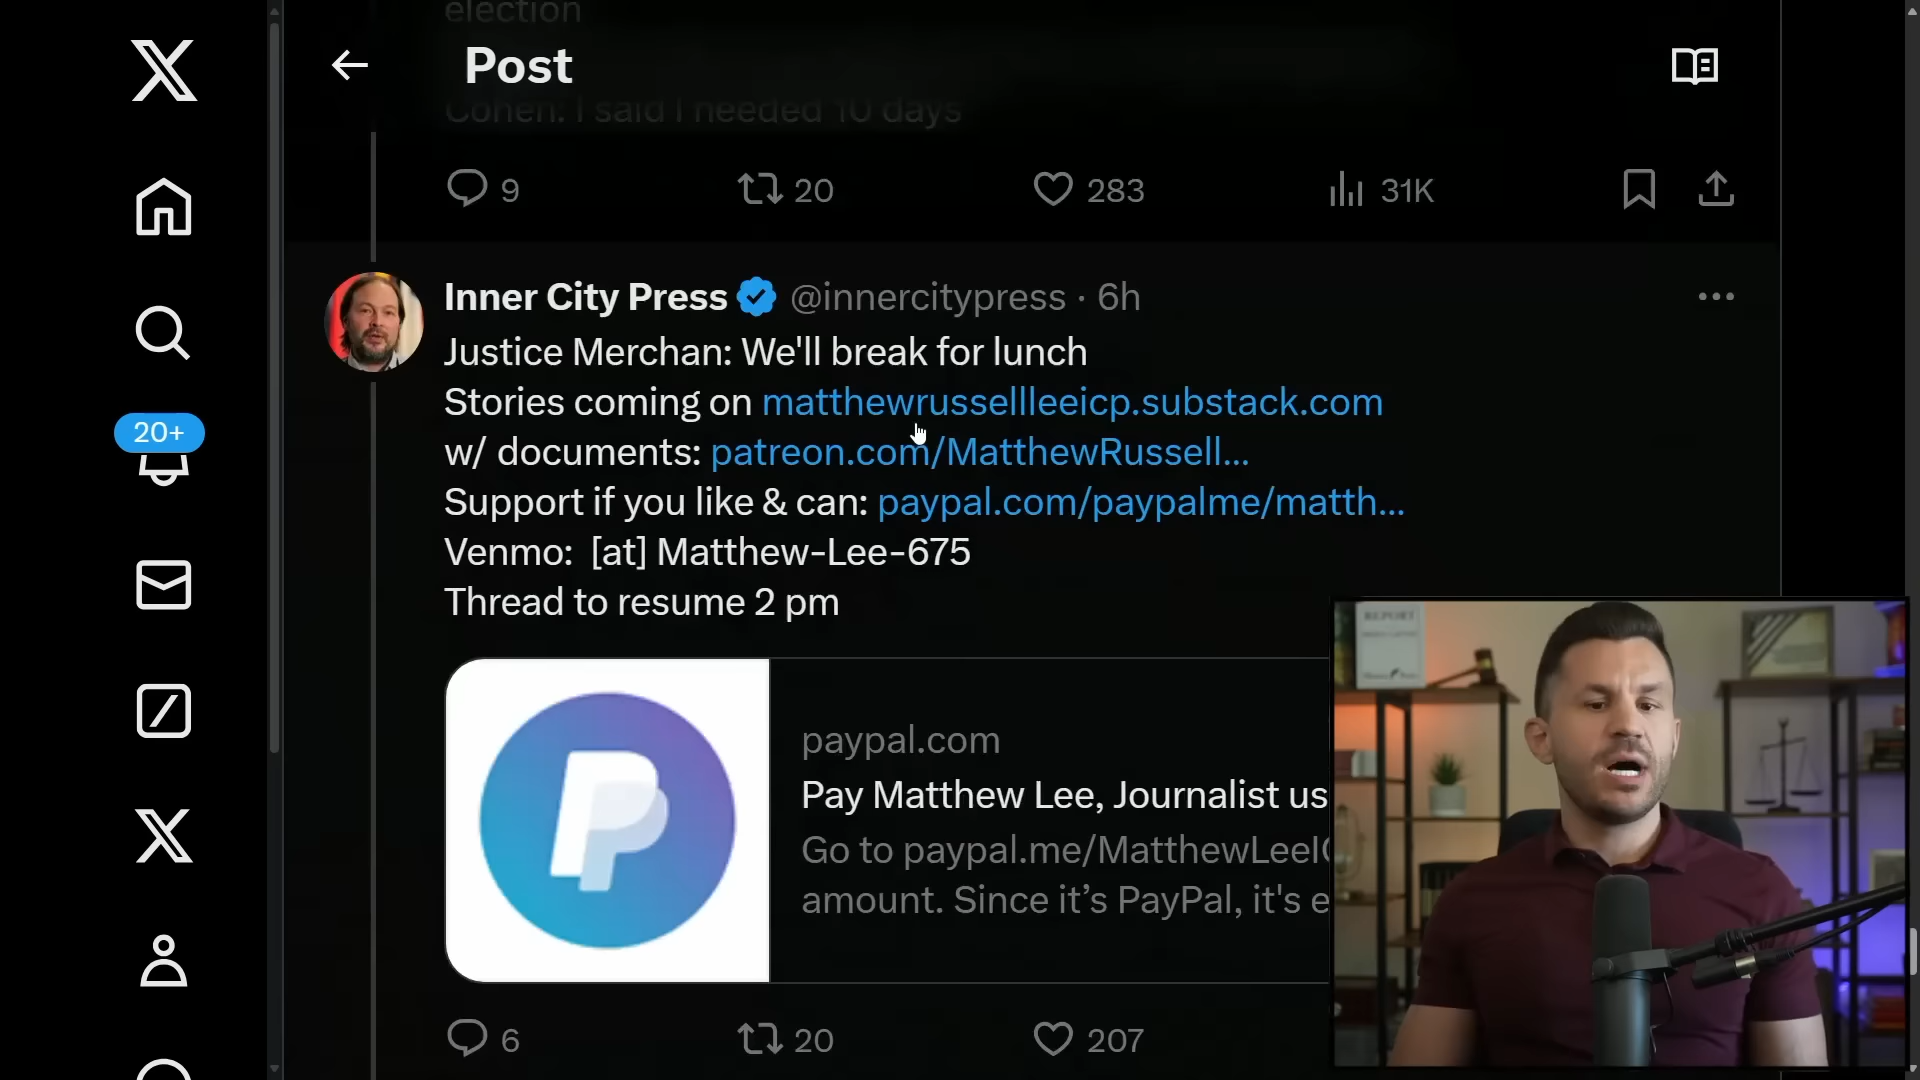 election
Post
Cohen: I said I needed 10 days
9
20
283
31K
Inner City Press @innercitypress · 6h
Justice Merchan: We'll break for lunch
Stories coming on matthewrussellleeicp.substack.com
w/ documents: patreon.com/MatthewRussell...
Support if you like & can: paypal.com/paypalme/matth...
Venmo: [at] Matthew-Lee-675
Thread to resume 2 pm
20+
paypal.com
Pay Matthew Lee, Journalist us
Go to paypal.me/MatthewLeeIC
amount. Since it’s PayPal, it's e
6
20
207
REPORT